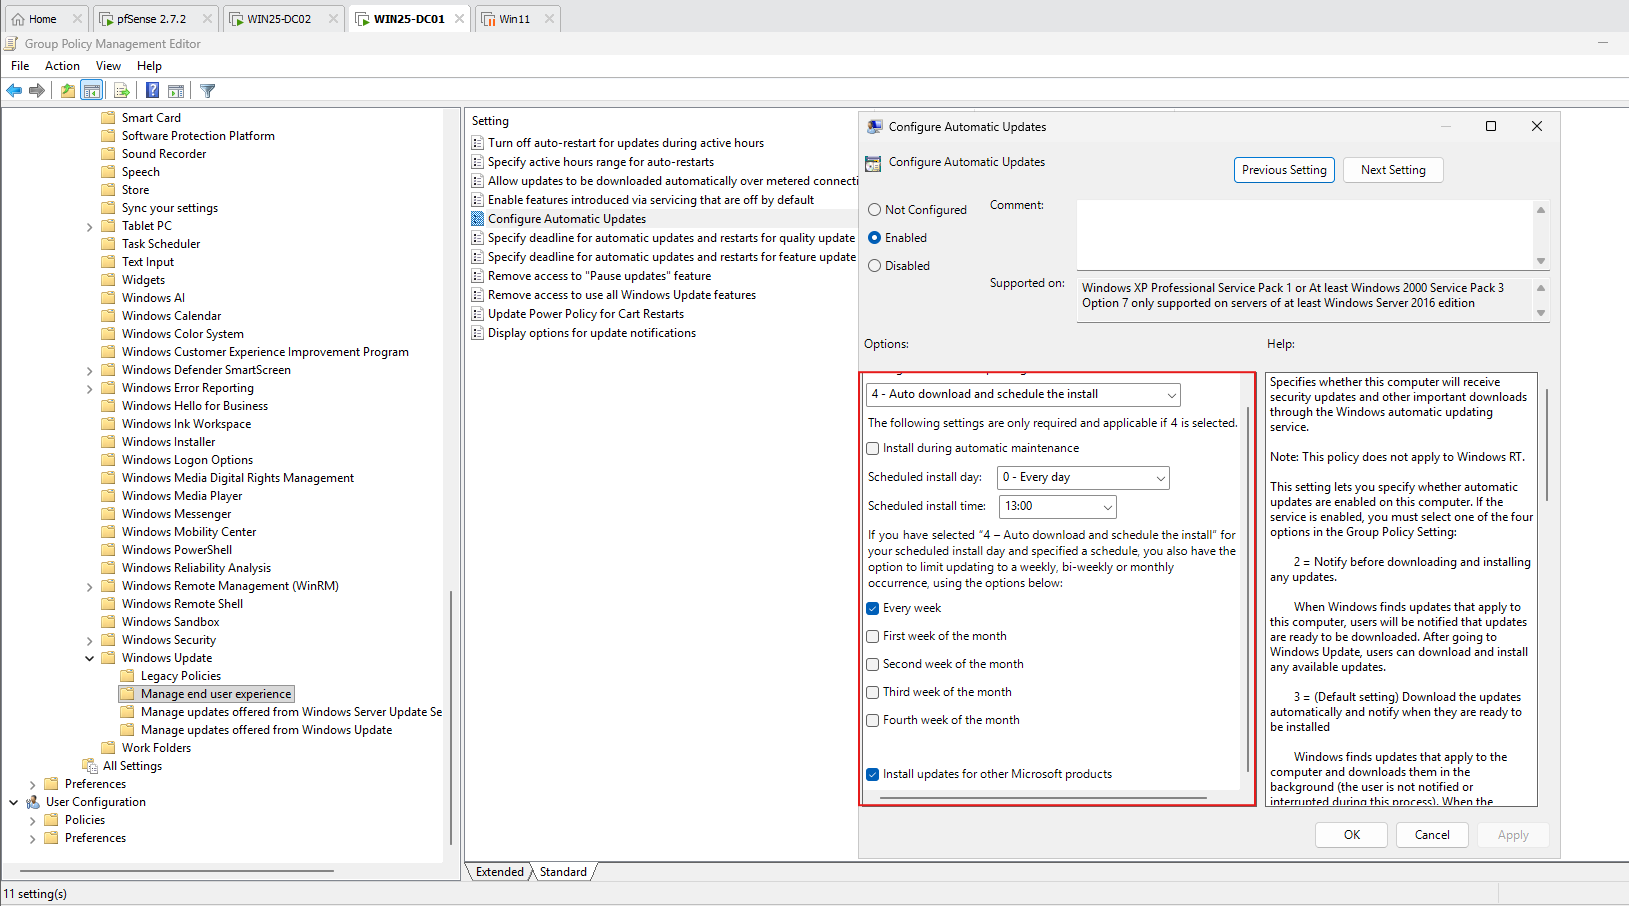 Home
pfSense 2.7.2
WIN25-DC02
WIN25-DC01
Win11
Group Policy Management Editor
File Action View Help
Smart Card
Software Protection Platform
Sound Recorder
Speech
Store
Sync your settings
Tablet PC
Task Scheduler
Text Input
Widgets
Windows AI
Windows Calendar
Windows Color System
Windows Customer Experience Improvement Program
Windows Defender SmartScreen
Windows Error Reporting
Windows Hello for Business
Windows Ink Workspace
Windows Installer
Windows Logon Options
Windows Media Digital Rights Management
Windows Media Player
Windows Messenger
Windows Mobility Center
Windows PowerShell
Windows Reliability Analysis
Windows Remote Management (WinRM)
Windows Remote Shell
Windows Sandbox
Windows Security
Windows Update
Legacy Policies
Manage end user experience
Manage updates offered from Windows Server Update Se
Manage updates offered from Windows Update
Work Folders
All Settings
Preferences
User Configuration
Policies
Preferences
Setting
Turn off auto-restart for updates during active hours
Specify active hours range for auto-restarts
Allow updates to be downloaded automatically over metered connecti
Enable features introduced via servicing that are off by default
Configure Automatic Updates
Specify deadline for automatic updates and restarts for quality update
Specify deadline for automatic updates and restarts for feature update
Remove access to "Pause updates" feature
Remove access to use all Windows Update features
Update Power Policy for Cart Restarts
Display options for update notifications
Extended
Standard
Configure Automatic Updates
Configure Automatic Updates
Previous Setting
Next Setting
Not Configured
Enabled
Disabled
Comment:
Supported on:
Windows XP Professional Service Pack 1 or At least Windows 2000 Service Pack 3
Option 7 only supported on servers of at least Windows Server 2016 edition
Options:
4 - Auto download and schedule the install
The following settings are only required and applicable if 4 is selected.
Install during automatic maintenance
Scheduled install day: 0 - Every day
Scheduled install time: 13:00
If you have selected “4 – Auto download and schedule the install” for
your scheduled install day and specified a schedule, you also have the
option to limit updating to a weekly, bi-weekly or monthly
occurrence, using the options below:
Every week
First week of the month
Second week of the month
Third week of the month
Fourth week of the month
Install updates for other Microsoft products
Help:
Specifies whether this computer will receive
security updates and other important downloads
through the Windows automatic updating
service.
Note: This policy does not apply to Windows RT.
This setting lets you specify whether automatic
updates are enabled on this computer. If the
service is enabled, you must select one of the four
options in the Group Policy Setting:
2 = Notify before downloading and installing
any updates.
When Windows finds updates that apply to
this computer, users will be notified that updates
are ready to be downloaded. After going to
Windows Update, users can download and install
any available updates.
3 = (Default setting) Download the updates
automatically and notify when they are ready to
be installed
Windows finds updates that apply to the
computer and downloads them in the
background (the user is not notified or
interrupted during this process). When the
OK
Cancel
Apply
11 setting(s)